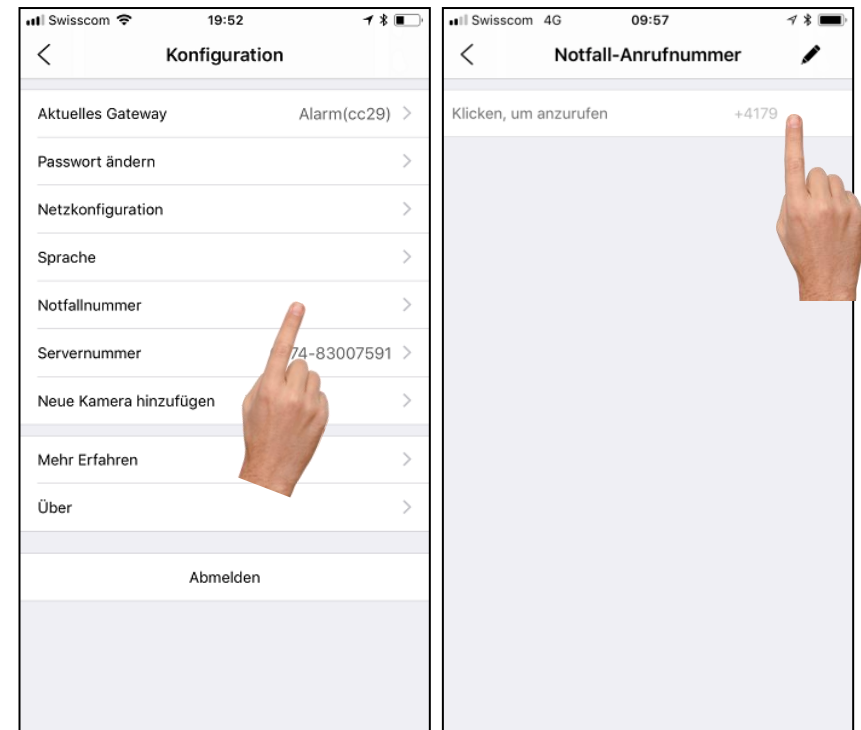 Swisscom 19:52
Konfiguration
Aktuelles Gateway Alarm(cc29)
Passwort ändern
Netzkonfiguration
Sprache
Notfallnummer
Servernummer 74-83007591
Neue Kamera hinzufügen
Mehr Erfahren
Über
Abmelden
Swisscom 4G 09:57
Notfall-Anrufnummer
Klicken, um anzurufen +4179